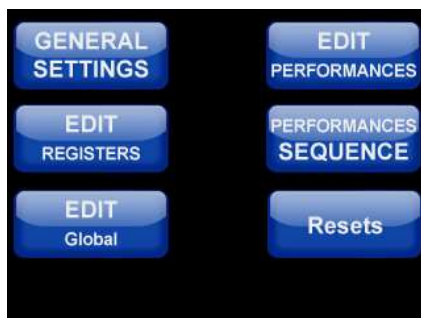 GENERAL
SETTINGS
EDIT
PERFORMANCES
EDIT
REGISTERS
PERFORMANCES
SEQUENCE
EDIT
Global
Resets